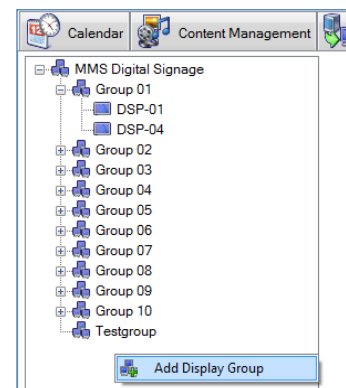 Calendar Content Management
MMS Digital Signage
Group 01
DSP-01
DSP-04
Group 02
Group 03
Group 04
Group 05
Group 06
Group 07
Group 08
Group 09
Group 10
Testgroup
Add Display Group